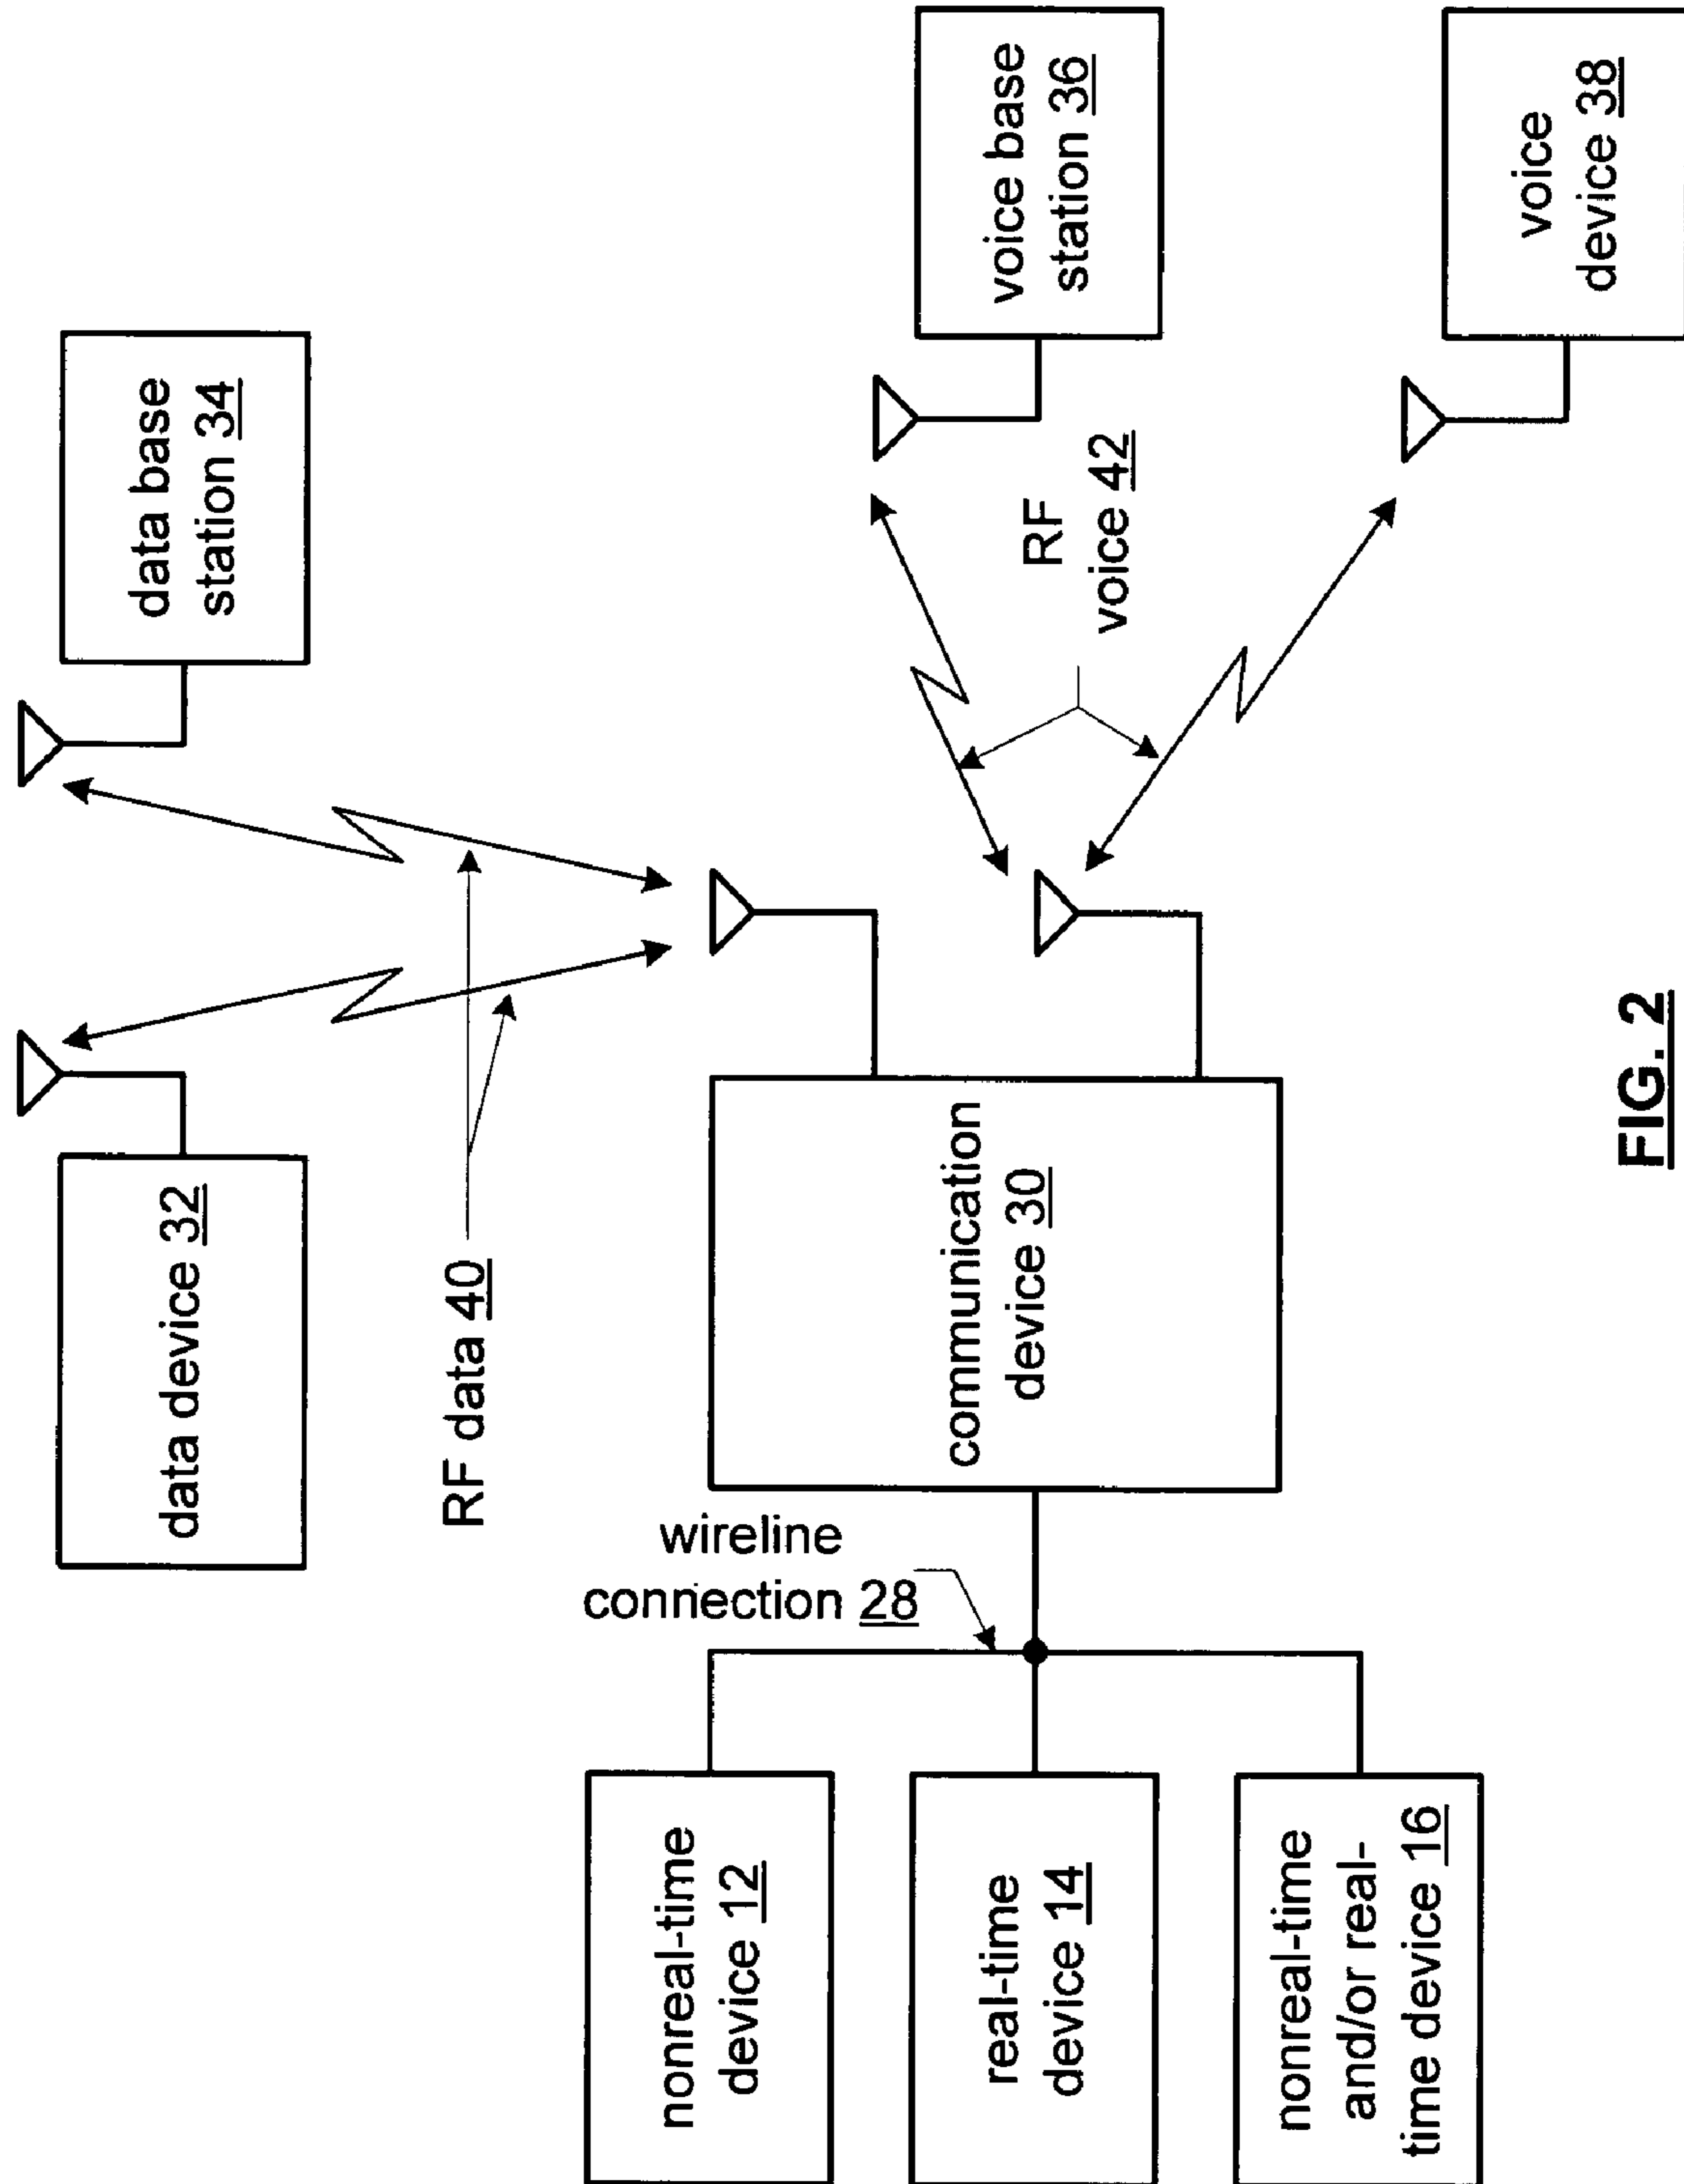 data device 32
data base
station 34
RF data 40
wireline
connection 28
communication
device 30
RF
voice 42
voice base
station 36
voice
device 38
nonreal-time
device 12
real-time
device 14
nonreal-time
and/or real-
time device 16
FIG. 2